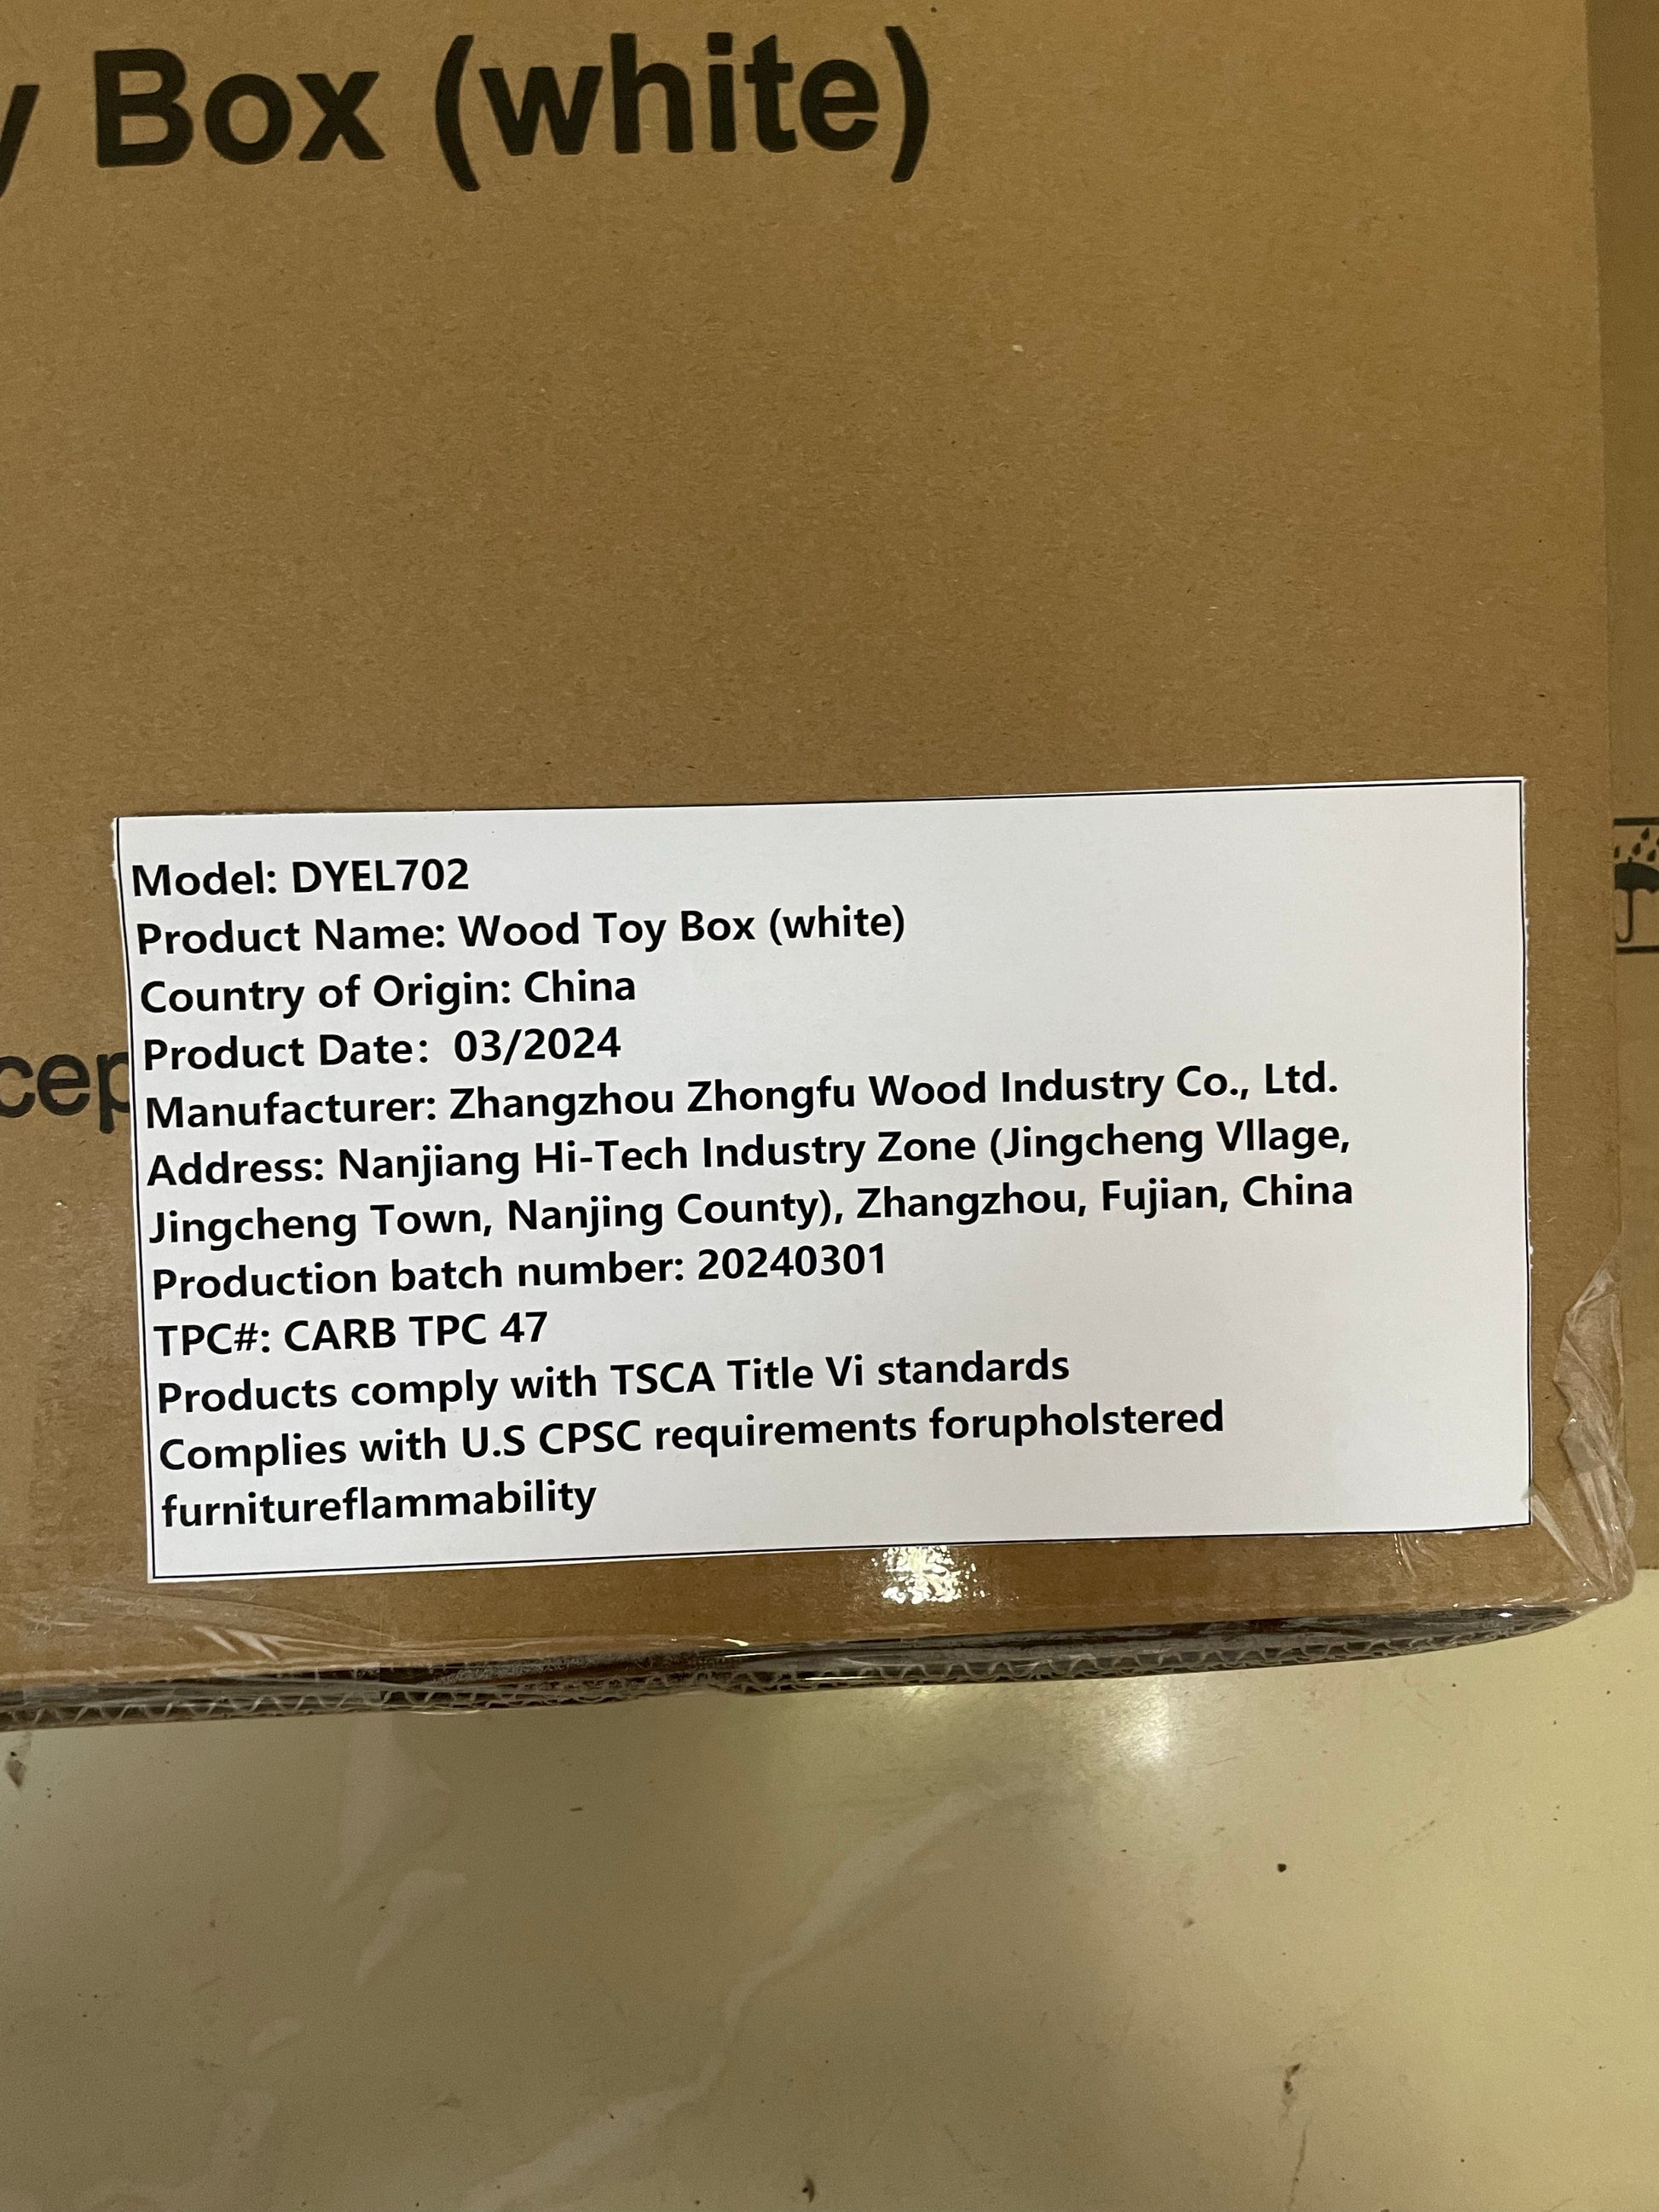 y Box (white)
cep
Model: DYEL702
Product Name: Wood Toy Box (white)
Country of Origin: China
Product Date: 03/2024
Manufacturer: Zhangzhou Zhongfu Wood Industry Co., Ltd.
Address: Nanjiang Hi-Tech Industry Zone (Jingcheng Vllage,
Jingcheng Town, Nanjing County), Zhangzhou, Fujian, China
Production batch number: 20240301
TPC#: CARB TPC 47
Products comply with TSCA Title Vi standards
Complies with U.S CPSC requirements forupholstered
furnitureflammability